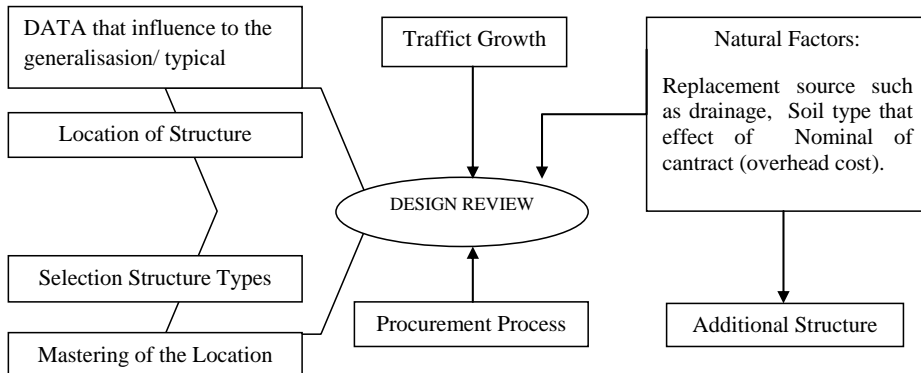 DATA that influence to the
generalisasion/ typical
Location of Structure
Selection Structure Types
Mastering of the Location
Traffict Growth
DESIGN REVIEW
Procurement Process
Natural Factors:
Replacement source such
as drainage, Soil type that
effect of Nominal of
cantract (overhead cost).
Additional Structure